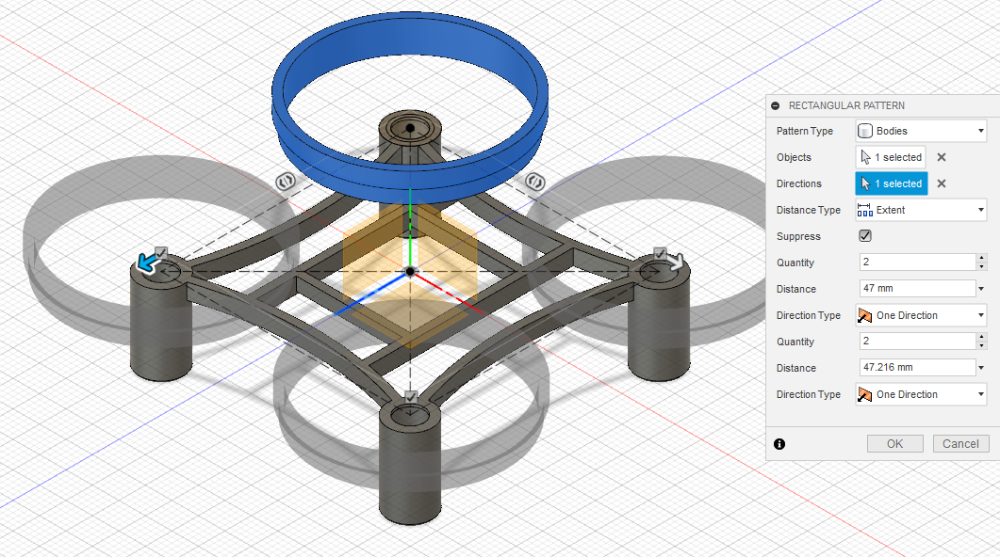 RECTANGULAR PATTERN
Pattern Type Bodies
Objects 1 selected
Directions 1 selected
Distance Type Extent
Suppress
Quantity 2
Distance 47 mm
Direction Type One Direction
Quantity 2
Distance 47.216 mm
Direction Type One Direction
OK Cancel